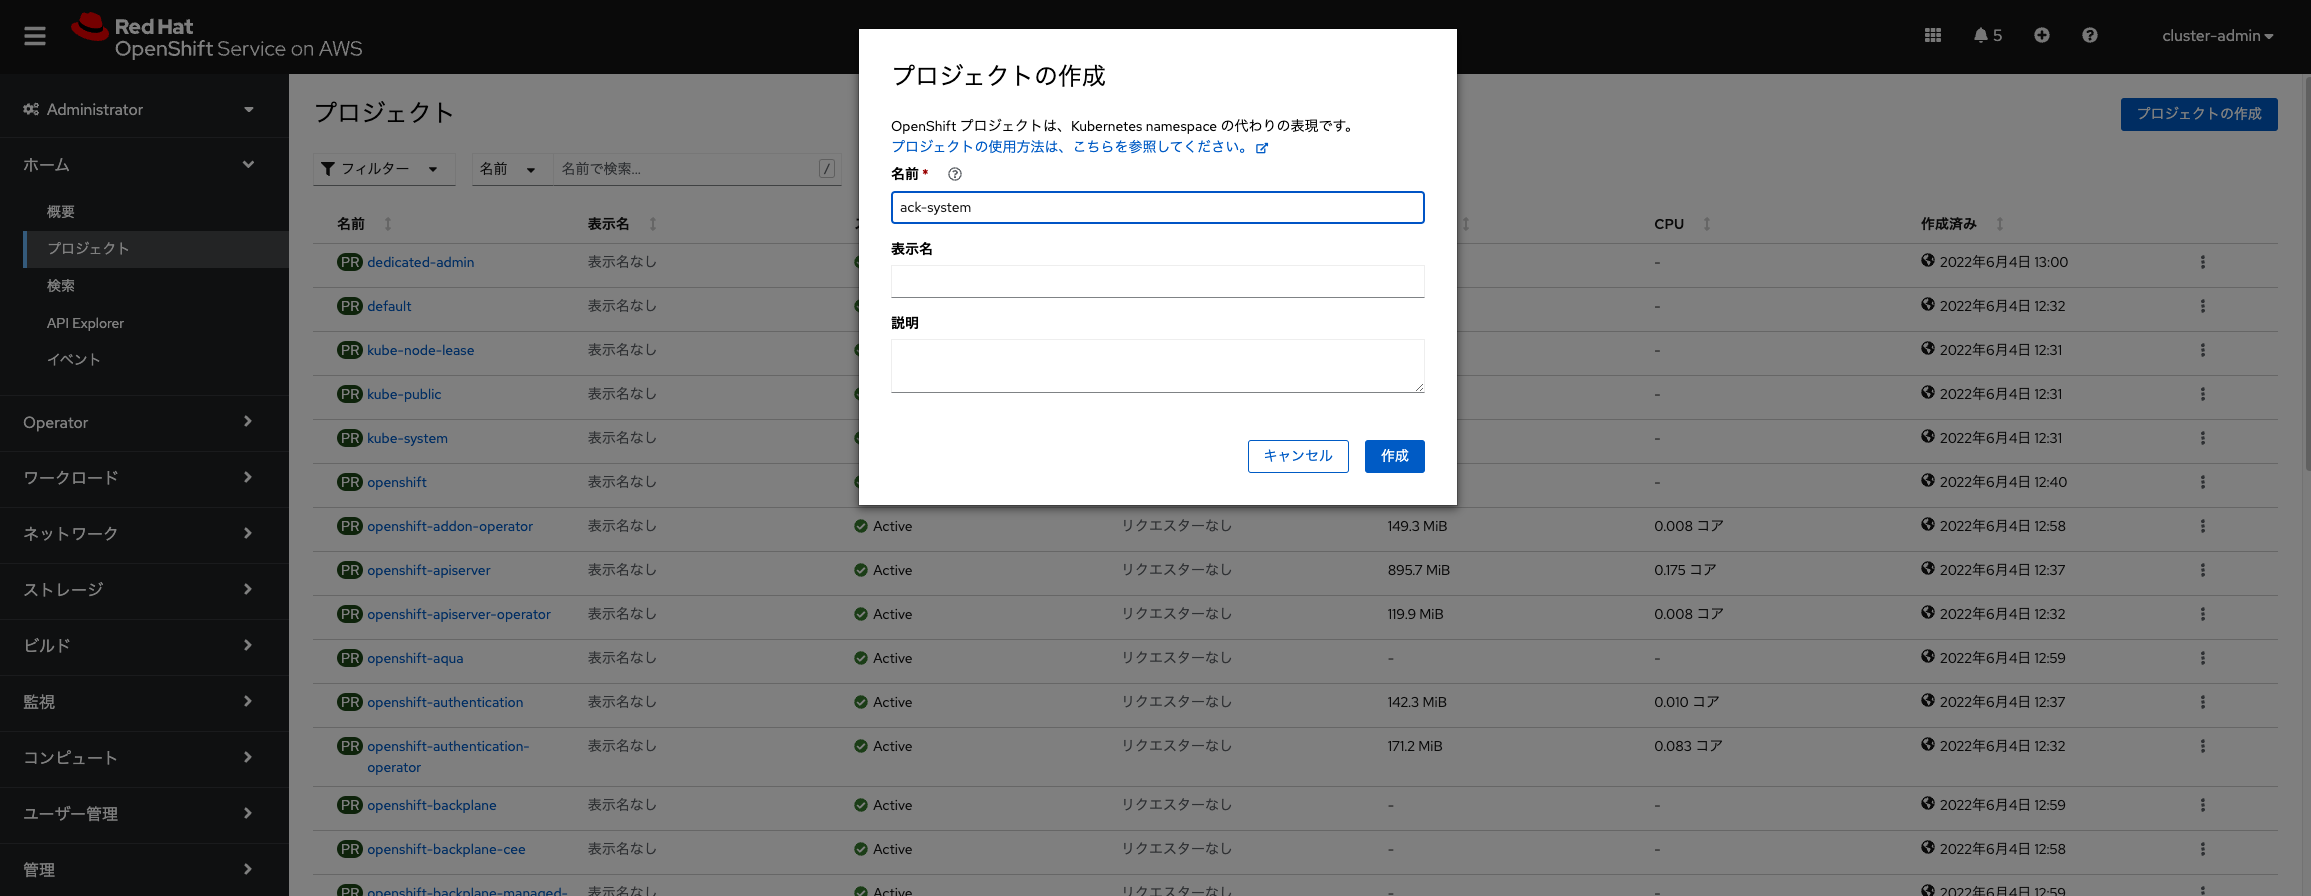 Red Hat
OpenShift Service on AWS
5
cluster-admin
Administrator
ホーム
概要
プロジェクト
検索
API Explorer
イベント
Operator
ワークロード
ネットワーク
ストレージ
ビルド
監視
コンピュート
ユーザー管理
管理
プロジェクト
プロジェクトの作成
フィルター
名前
名前で検索...
/
プロジェクトの作成
OpenShift プロジェクトは、Kubernetes namespace の代わりの表現です。
プロジェクトの使用方法は、こちらを参照してください。
名前 *
ack-system
表示名
説明
キャンセル
作成
名前 表示名 CPU 作成済み
PR dedicated-admin 表示名なし - 2022年6月4日 13:00
PR default 表示名なし - 2022年6月4日 12:32
PR kube-node-lease 表示名なし - 2022年6月4日 12:31
PR kube-public 表示名なし - 2022年6月4日 12:31
PR kube-system 表示名なし - 2022年6月4日 12:31
PR openshift 表示名なし - 2022年6月4日 12:40
PR openshift-addon-operator 表示名なし Active リクエスターなし 149.3 MiB 0.008 コア 2022年6月4日 12:58
PR openshift-apiserver 表示名なし Active リクエスターなし 895.7 MiB 0.175 コア 2022年6月4日 12:37
PR openshift-apiserver-operator 表示名なし Active リクエスターなし 119.9 MiB 0.008 コア 2022年6月4日 12:32
PR openshift-aqua 表示名なし Active リクエスターなし - - 2022年6月4日 12:59
PR openshift-authentication 表示名なし Active リクエスターなし 142.3 MiB 0.010 コア 2022年6月4日 12:37
PR openshift-authentication- 表示名なし Active リクエスターなし 171.2 MiB 0.083 コア 2022年6月4日 12:32
operator
PR openshift-backplane 表示名なし Active リクエスターなし - - 2022年6月4日 12:59
PR openshift-backplane-cee 表示名なし Active リクエスターなし - - 2022年6月4日 12:58
PR openshift-backplane-managed- 表示名なし Active リクエスターなし - - 2022年6月4日 12:59